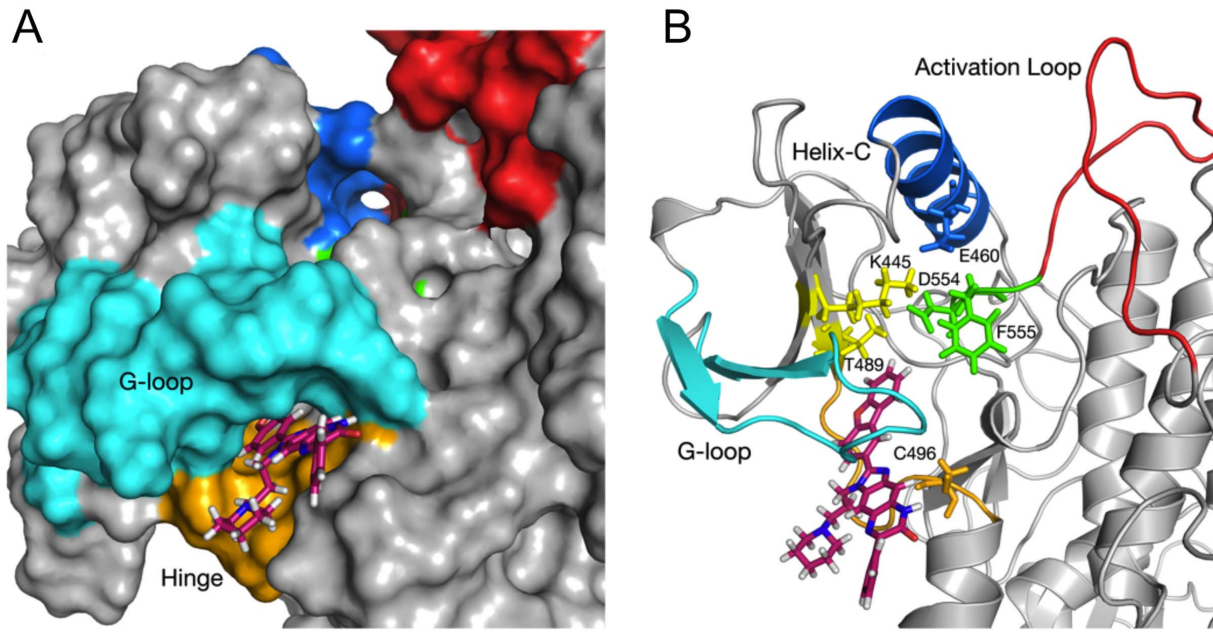 A
G-loop
Hinge
B
Activation Loop
Helix-C
E460
K445
D554
F555
T489
G-loop
C496